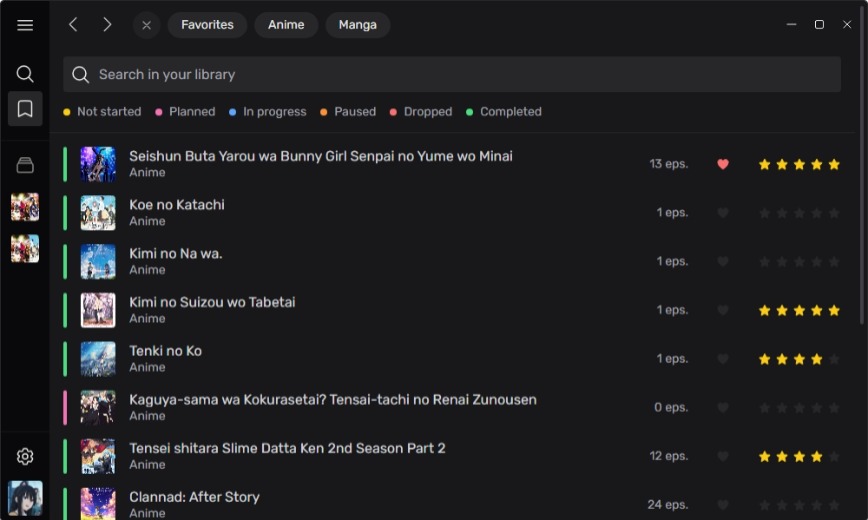 Favorites Anime Manga
Search in your library
Not started Planned In progress Paused Dropped Completed
Seishun Buta Yarou wa Bunny Girl Senpai no Yume wo Minai
Anime
13 eps.
Koe no Katachi
Anime
1 eps.
Kimi no Na wa.
Anime
1 eps.
Kimi no Suizou wo Tabetai
Anime
1 eps.
Tenki no Ko
Anime
1 eps.
Kaguya-sama wa Kokurasetai? Tensai-tachi no Renai Zunousen
Anime
0 eps.
Tensei shitara Slime Datta Ken 2nd Season Part 2
Anime
12 eps.
Clannad: After Story
Anime
24 eps.